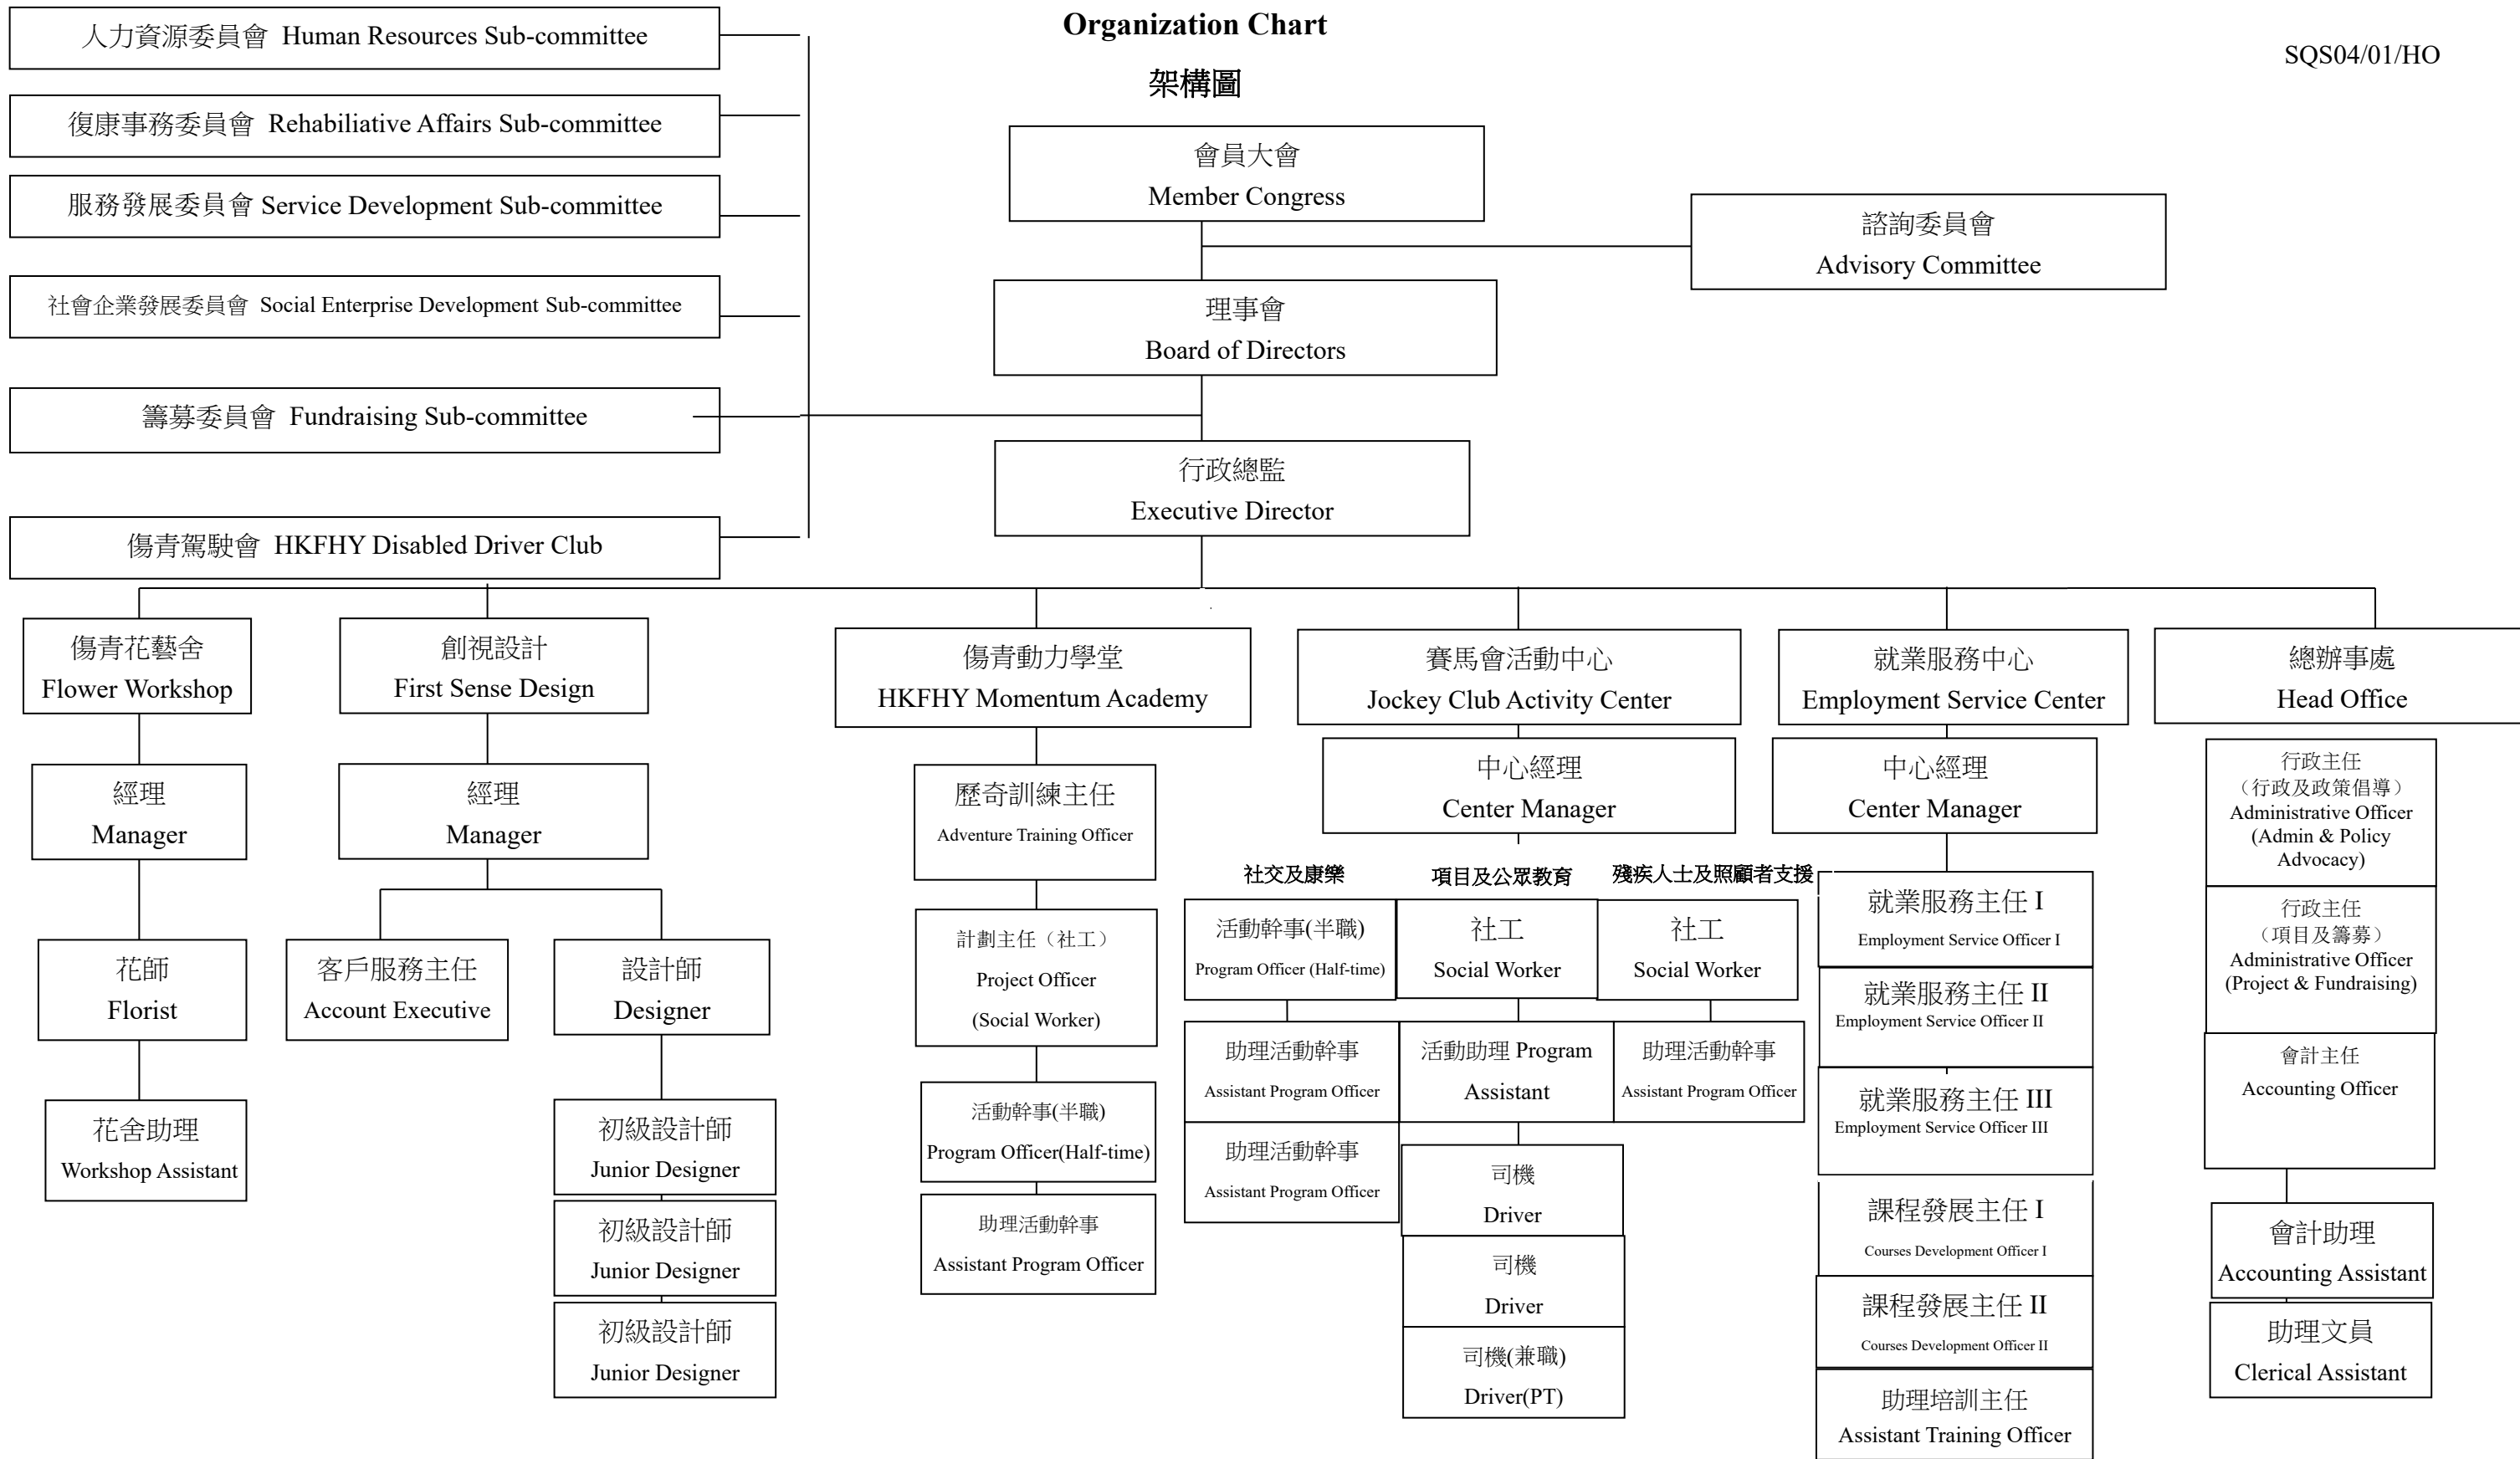 Organization Chart
架構圖
SQS04/01/HO
人力資源委員會 Human Resources Sub-committee
復康事務委員會 Rehabiliative Affairs Sub-committee
服務發展委員會 Service Development Sub-committee
社會企業發展委員會 Social Enterprise Development Sub-committee
籌募委員會 Fundraising Sub-committee
傷青駕駛會 HKFHY Disabled Driver Club
會員大會
Member Congress
諮詢委員會
Advisory Committee
理事會
Board of Directors
行政總監
Executive Director
傷青花藝舍
Flower Workshop
經理
Manager
花師
Florist
花舍助理
Workshop Assistant
創視設計
First Sense Design
經理
Manager
客戶服務主任
Account Executive
設計師
Designer
初級設計師
Junior Designer
初級設計師
Junior Designer
初級設計師
Junior Designer
傷青動力學堂
HKFHY Momentum Academy
歷奇訓練主任
Adventure Training Officer
計劃主任（社工）
Project Officer
(Social Worker)
活動幹事(半職)
Program Officer(Half-time)
助理活動幹事
Assistant Program Officer
賽馬會活動中心
Jockey Club Activity Center
中心經理
Center Manager
社交及康樂
活動幹事(半職)
Program Officer (Half-time)
助理活動幹事
Assistant Program Officer
助理活動幹事
Assistant Program Officer
項目及公眾教育
社工
Social Worker
活動助理 Program
Assistant
司機
Driver
司機
Driver
司機(兼職)
Driver(PT)
殘疾人士及照顧者支援
社工
Social Worker
助理活動幹事
Assistant Program Officer
就業服務中心
Employment Service Center
中心經理
Center Manager
就業服務主任 I
Employment Service Officer I
就業服務主任 II
Employment Service Officer II
就業服務主任 III
Employment Service Officer III
課程發展主任 I
Courses Development Officer I
課程發展主任 II
Courses Development Officer II
助理培訓主任
Assistant Training Officer
總辦事處
Head Office
行政主任
（行政及政策倡導）
Administrative Officer
(Admin & Policy
Advocacy)
行政主任
（項目及籌募）
Administrative Officer
(Project & Fundraising)
會計主任
Accounting Officer
會計助理
Accounting Assistant
助理文員
Clerical Assistant